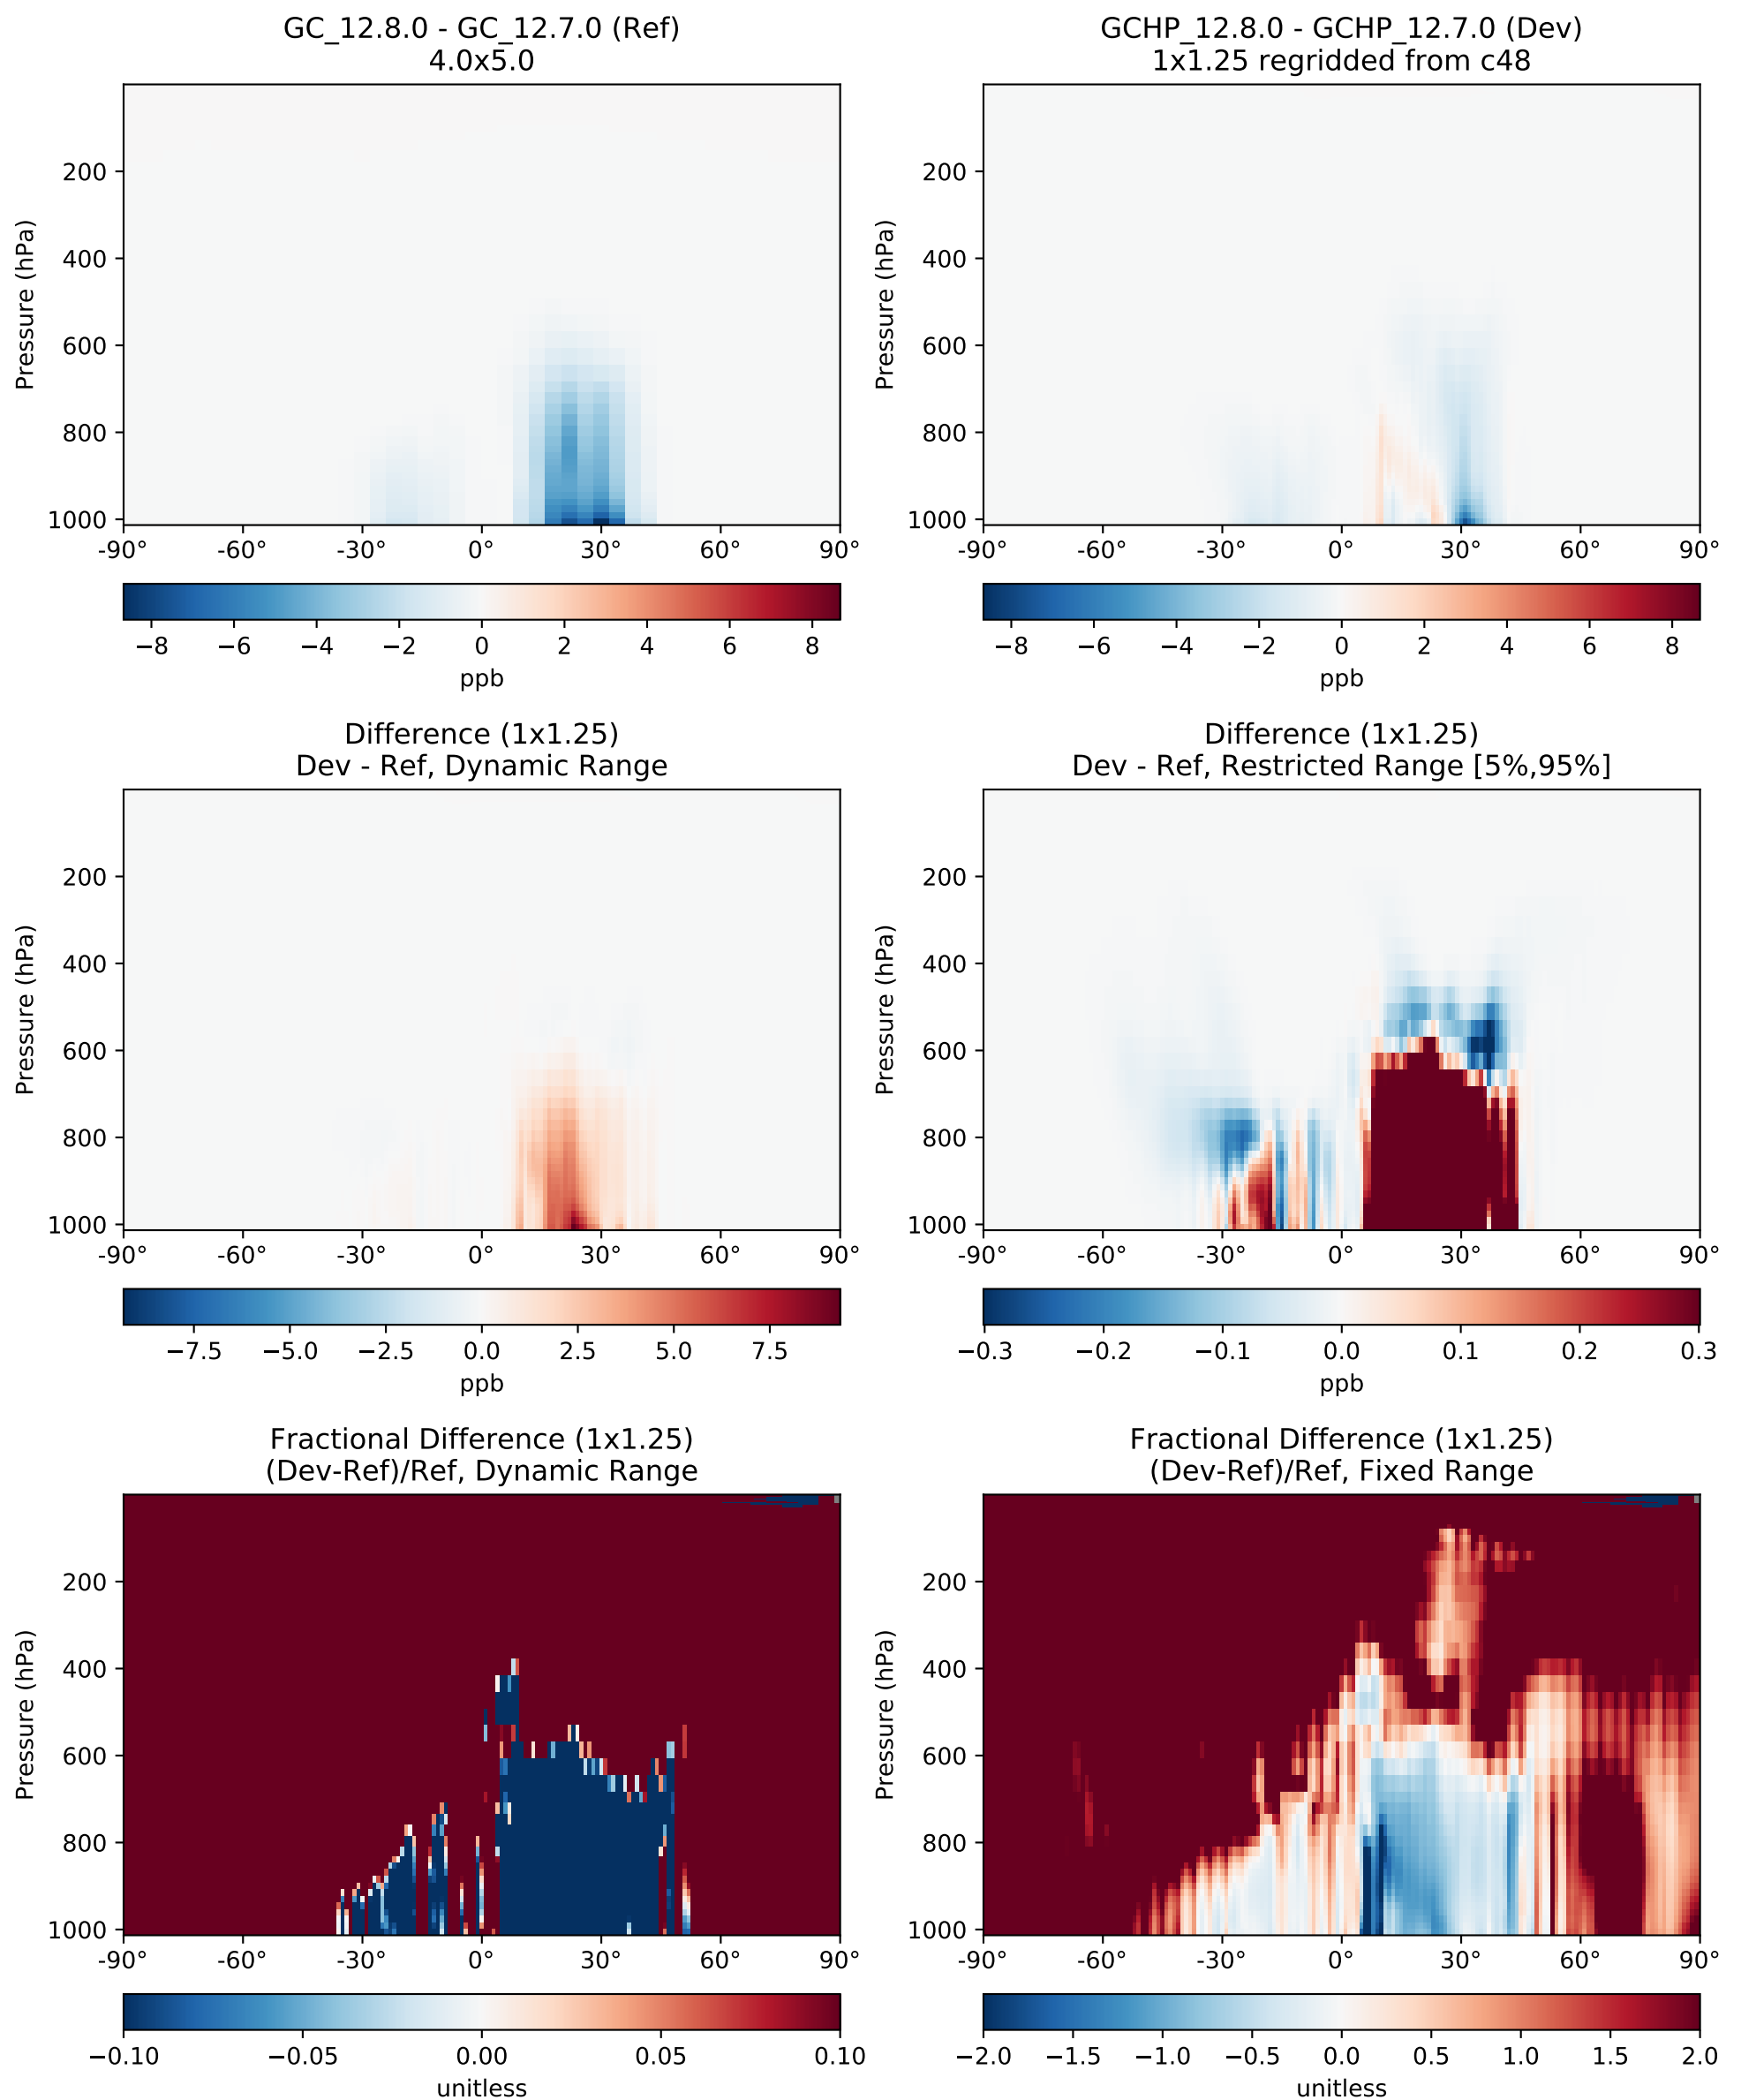 GC_12.8.0 - GC_12.7.0 (Ref)
4.0x5.0
GCHP_12.8.0 - GCHP_12.7.0 (Dev)
1x1.25 regridded from c48
Pressure (hPa)
200
400
600
800
1000
-90° -60° -30° 0° 30° 60° 90°
−8 −6 −4 −2 0 2 4 6 8
ppb
Pressure (hPa)
200
400
600
800
1000
-90° -60° -30° 0° 30° 60° 90°
−8 −6 −4 −2 0 2 4 6 8
ppb
Difference (1x1.25)
Dev - Ref, Dynamic Range
Difference (1x1.25)
Dev - Ref, Restricted Range [5%,95%]
Pressure (hPa)
200
400
600
800
1000
-90° -60° -30° 0° 30° 60° 90°
−7.5 −5.0 −2.5 0.0 2.5 5.0 7.5
ppb
Pressure (hPa)
200
400
600
800
1000
-90° -60° -30° 0° 30° 60° 90°
−0.3 −0.2 −0.1 0.0 0.1 0.2 0.3
ppb
Fractional Difference (1x1.25)
(Dev-Ref)/Ref, Dynamic Range
Fractional Difference (1x1.25)
(Dev-Ref)/Ref, Fixed Range
Pressure (hPa)
200
400
600
800
1000
-90° -60° -30° 0° 30° 60° 90°
−0.10 −0.05 0.00 0.05 0.10
unitless
Pressure (hPa)
200
400
600
800
1000
-90° -60° -30° 0° 30° 60° 90°
−2.0 −1.5 −1.0 −0.5 0.0 0.5 1.0 1.5 2.0
unitless